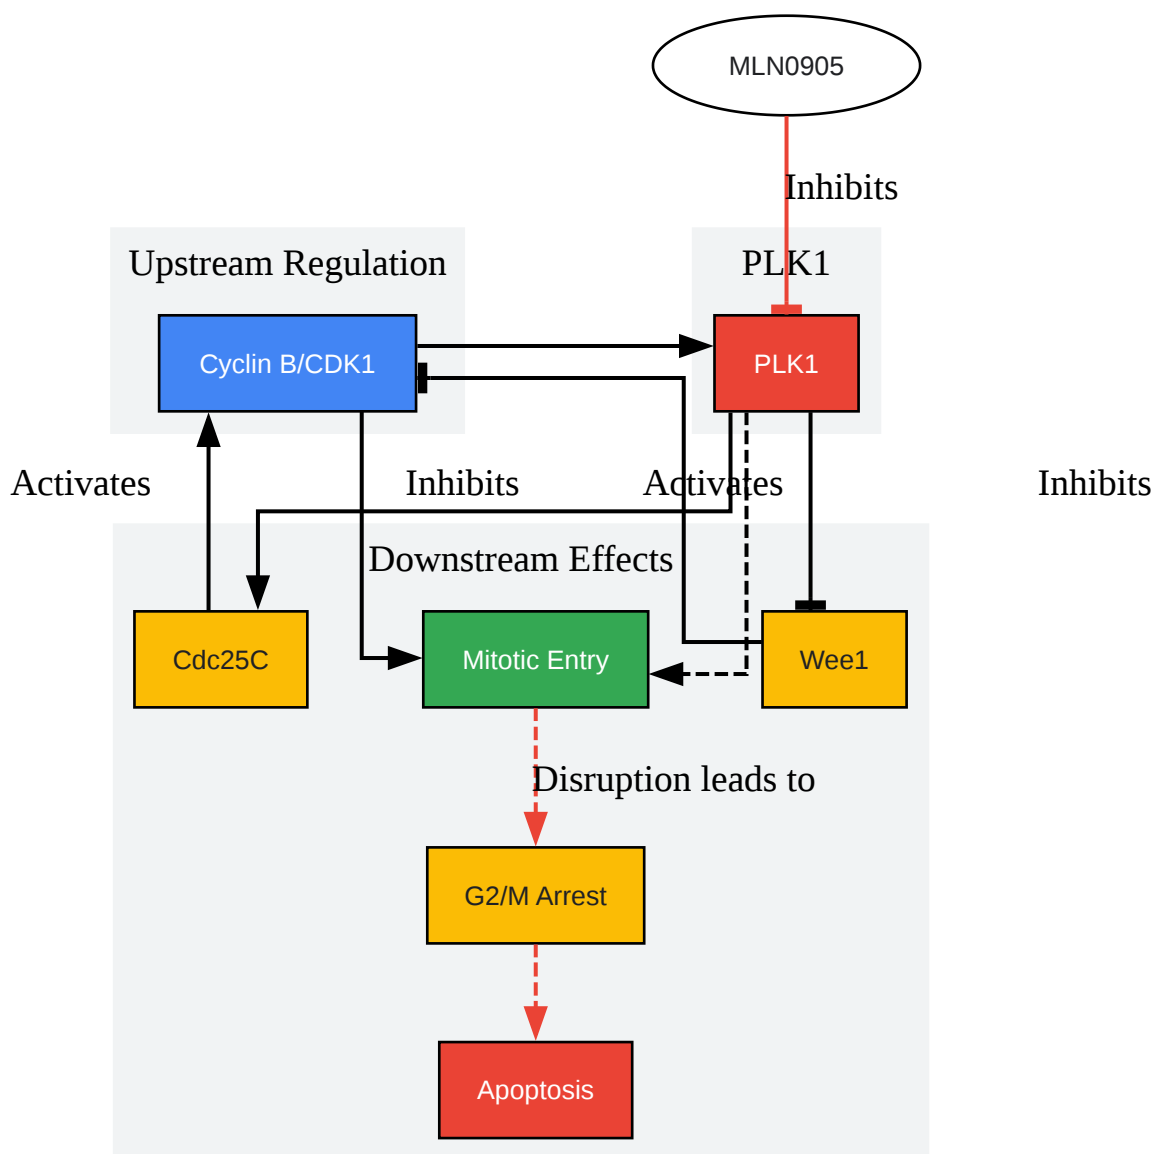 MLN0905
Inhibits
Upstream Regulation
PLK1
Cyclin B/CDK1
PLK1
Activates
Inhibits
Activates
Inhibits
Downstream Effects
Cdc25C
Mitotic Entry
Wee1
Disruption leads to
G2/M Arrest
Apoptosis